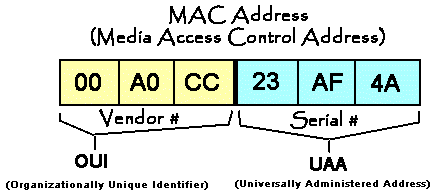 MAC Address
(Media Access Control Address)
00 A0 CC 23 AF 4A
Vendor # Serial #
OUI UAA
(Organizationally Unique Identifier) (Universally Administered Address)